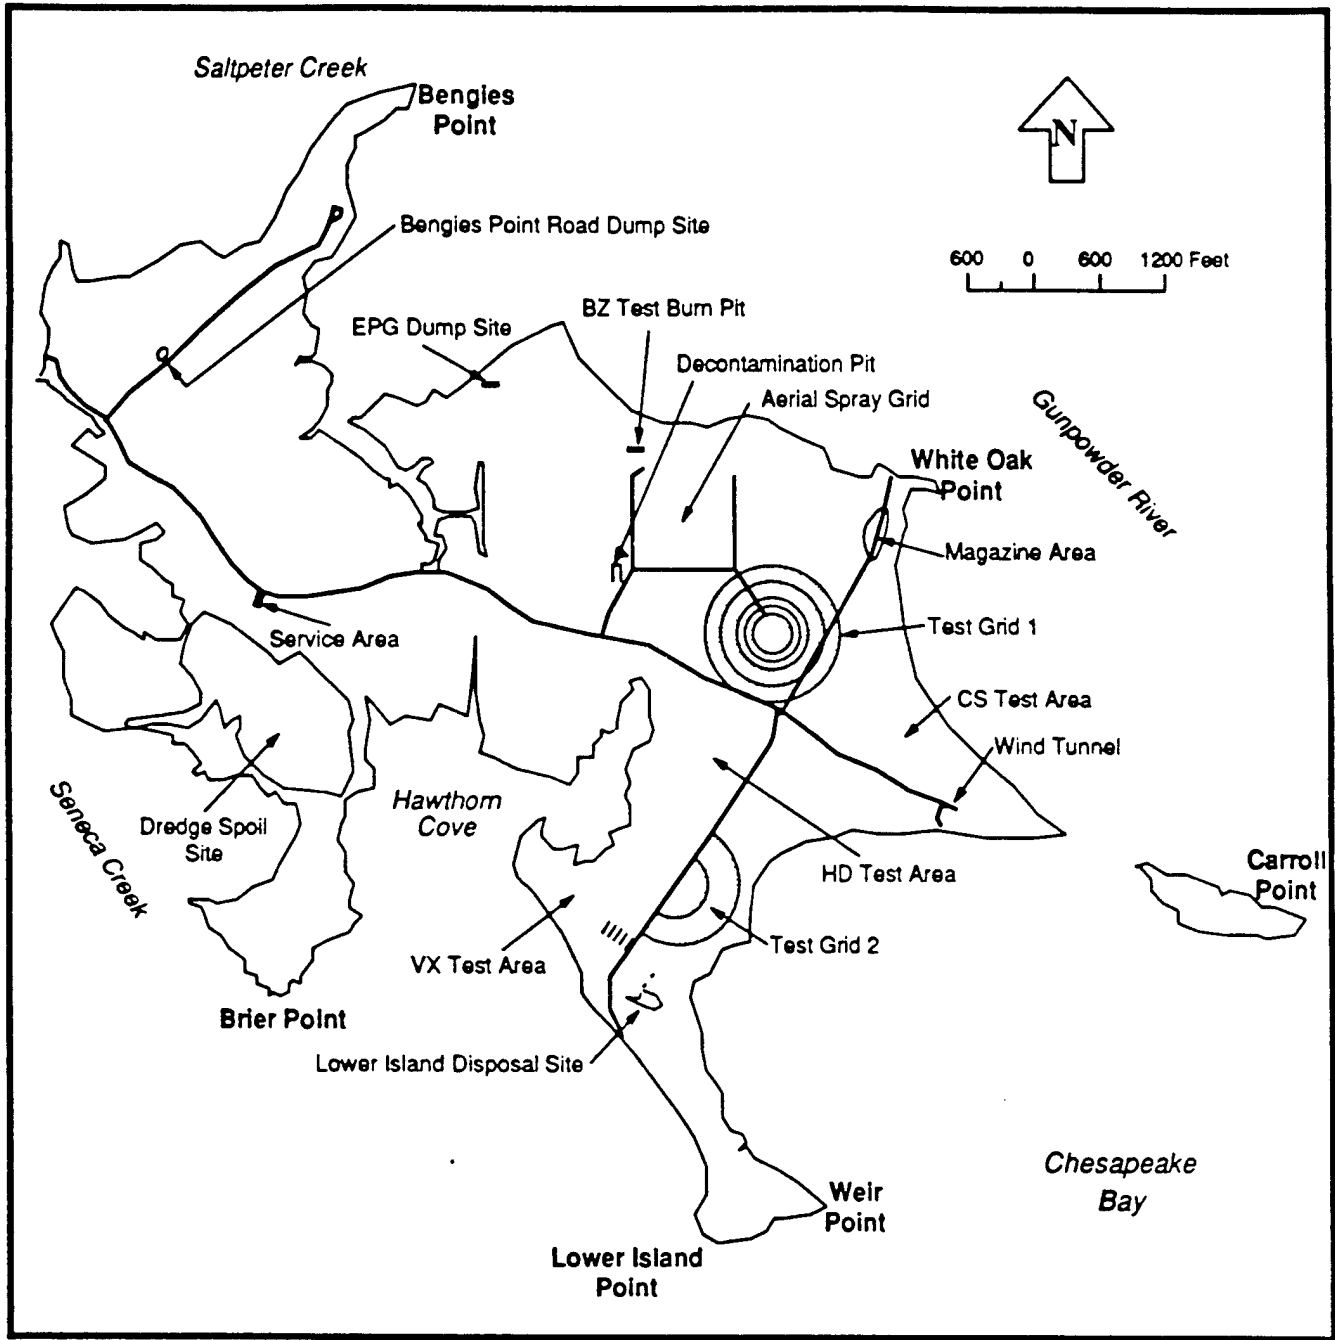 Saltpeter Creek
Bengies
Point
N
Bengies Point Road Dump Site
600 0 600 1200 Feet
BZ Test Burn Pit
EPG Dump Site
Decontamination Pit
Aerial Spray Grid
Gunpowder River
White Oak
Point
Magazine Area
Test Grid 1
Service Area
CS Test Area
Wind Tunnel
Seneca Creek
Hawthorn
Cove
Dredge Spoil
Site
HD Test Area
Carroll
Point
Test Grid 2
VX Test Area
Brier Point
Lower Island Disposal Site
Chesapeake
Bay
Weir
Point
Lower Island
Point